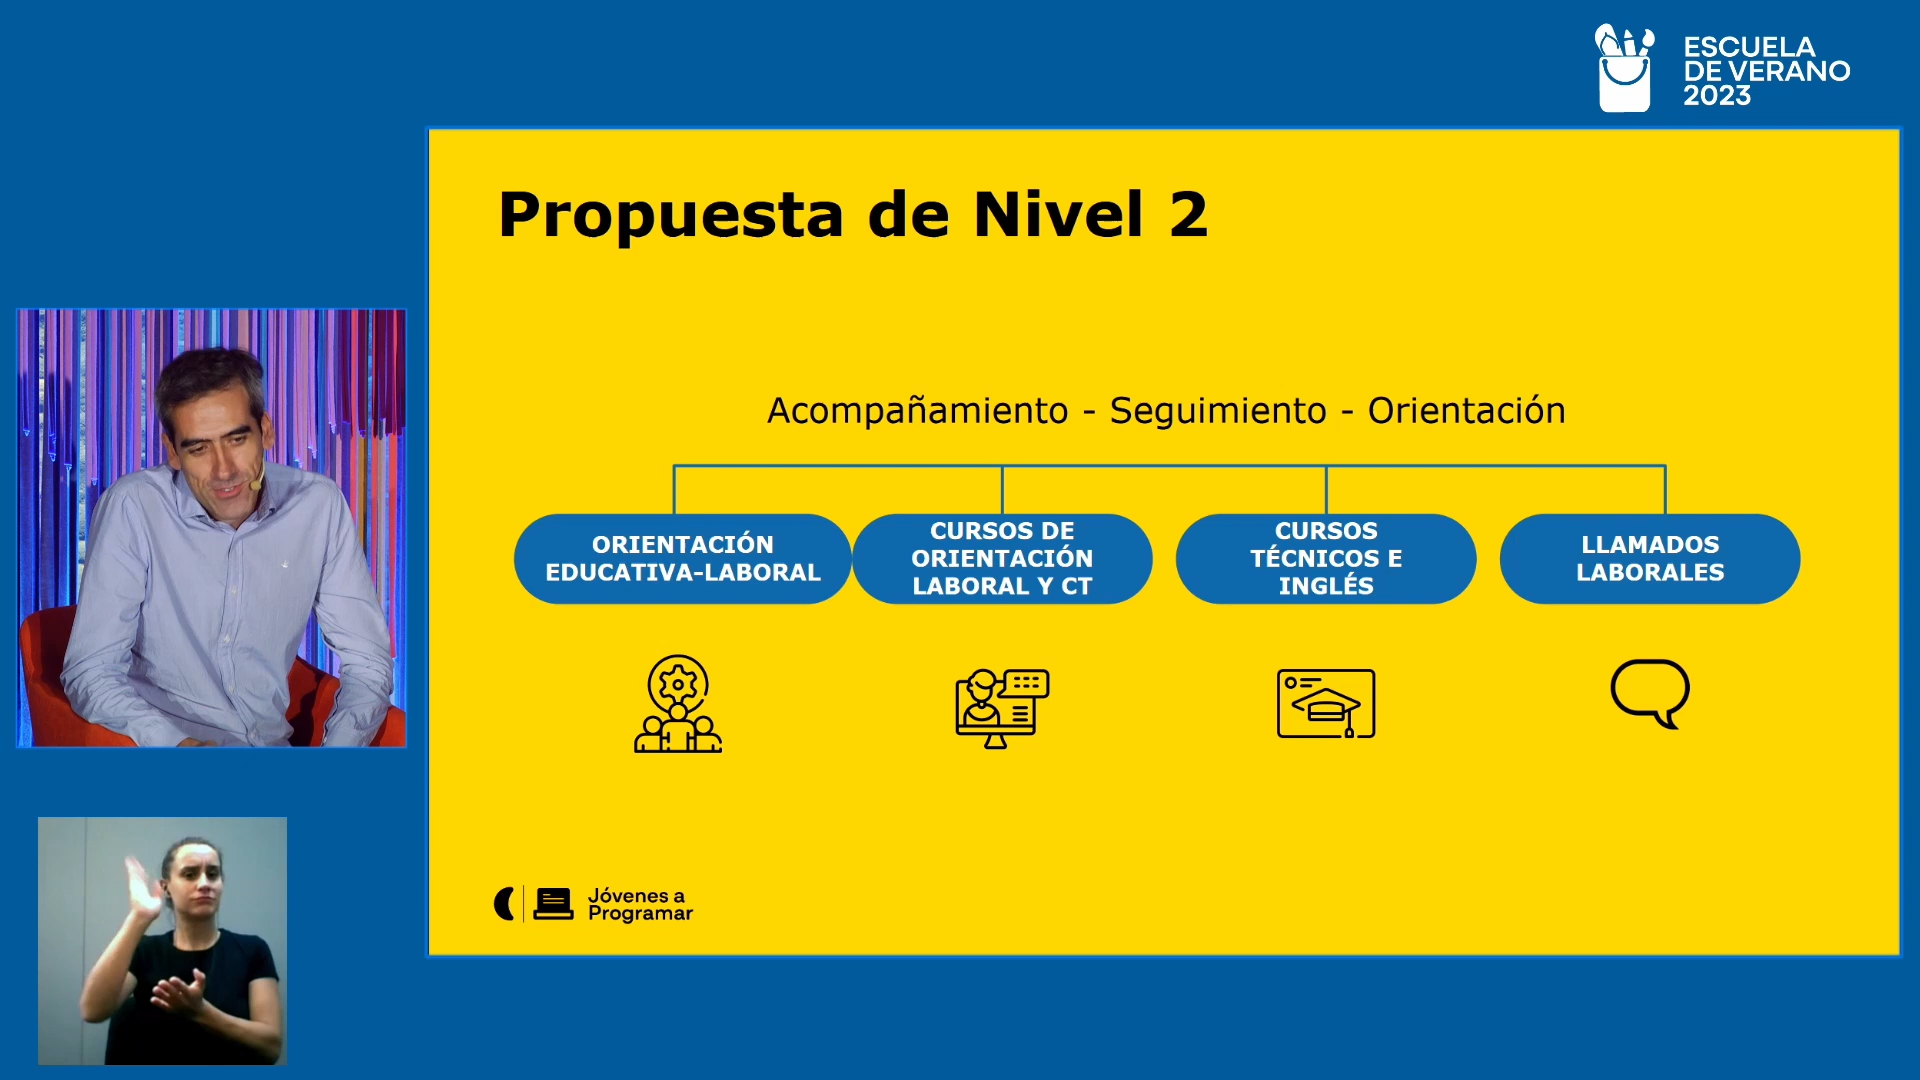 ESCUELA
DE VERANO
2023
Propuesta de Nivel 2
Acompañamiento - Seguimiento - Orientación
ORIENTACIÓN
EDUCATIVA-LABORAL
CURSOS DE
ORIENTACIÓN
LABORAL Y CT
CURSOS
TÉCNICOS E
INGLÉS
LLAMADOS
LABORALES
Jóvenes a
Programar